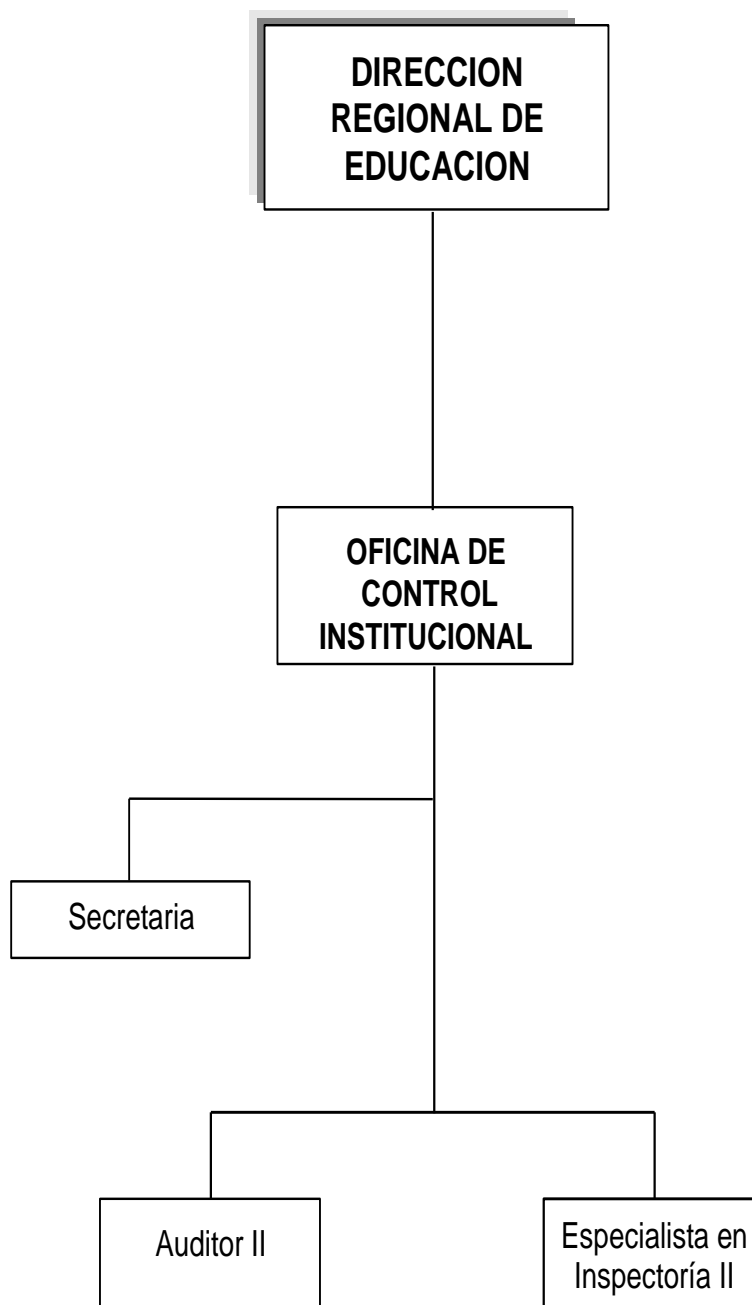 DIRECCION
REGIONAL DE
EDUCACION
OFICINA DE
CONTROL
INSTITUCIONAL
Secretaria
Auditor II
Especialista en
Inspectoría II